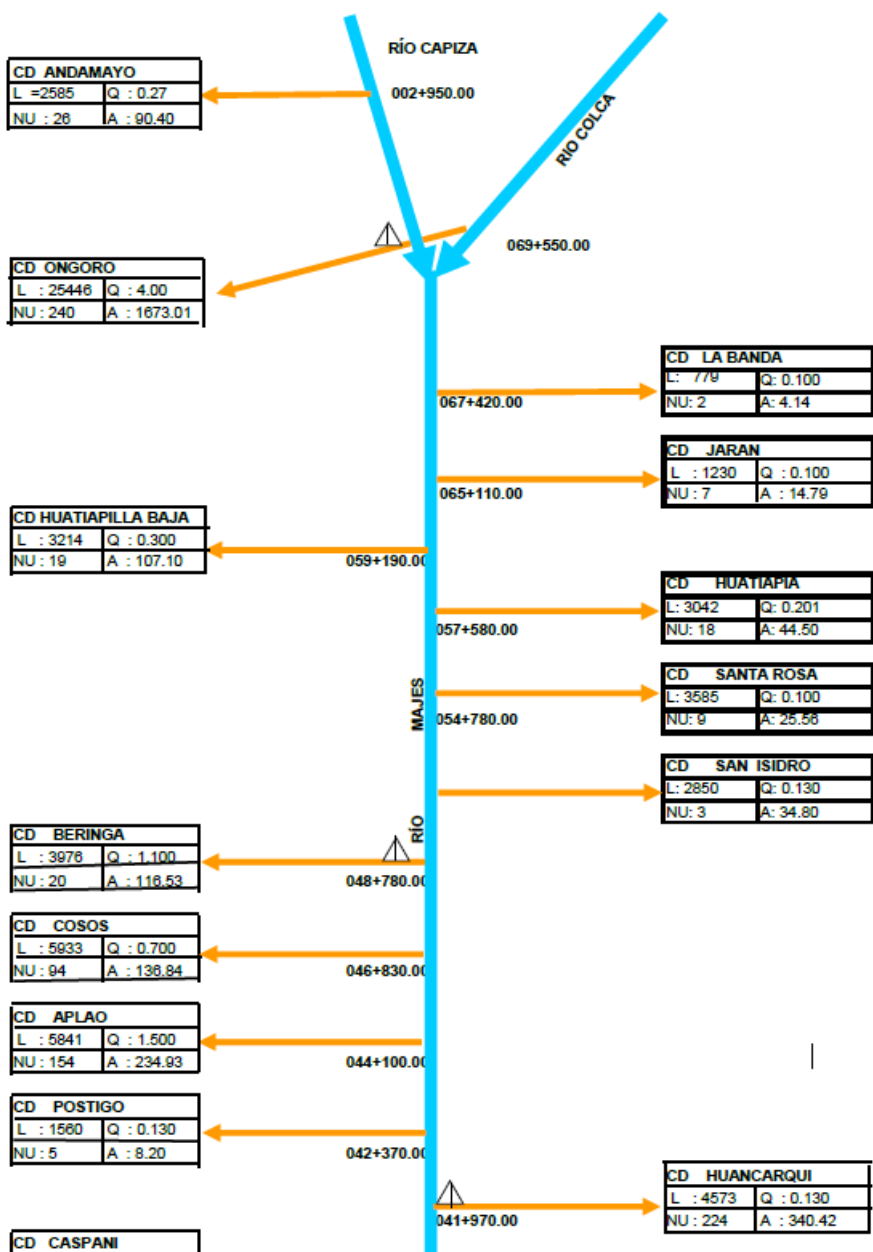 RÍO CAPIZA
CD ANDAMAYO
L =2585 Q : 0.27
NU : 26 A : 90.40
002+950.00
RIO COLCA
069+550.00
CD ONGORO
L : 25446 Q : 4.00
NU : 240 A : 1673.01
CD LA BANDA
L: 779 Q: 0.100
NU: 2 A: 4.14
067+420.00
CD JARAN
L : 1230 Q : 0.100
NU : 7 A : 14.79
065+110.00
CD HUATIAPILLA BAJA
L : 3214 Q : 0.300
NU : 19 A : 107.10
059+190.00
CD HUATIAPIA
L: 3042 Q: 0.201
NU: 18 A: 44.50
057+580.00
CD SANTA ROSA
L: 3585 Q: 0.100
NU: 9 A: 25.56
054+780.00
RÍO MAJES
CD SAN ISIDRO
L: 2850 Q: 0.130
NU: 3 A: 34.80
CD BERINGA
L : 3976 Q : 1.100
NU : 20 A : 116.53
048+780.00
CD COSOS
L : 5933 Q : 0.700
NU : 94 A : 136.84
046+830.00
CD APLAO
L : 5841 Q : 1.500
NU : 154 A : 234.93
044+100.00
CD POSTIGO
L : 1560 Q : 0.130
NU : 5 A : 8.20
042+370.00
CD HUANCARQUI
L : 4573 Q : 0.130
NU : 224 A : 340.42
041+970.00
CD CASPANI